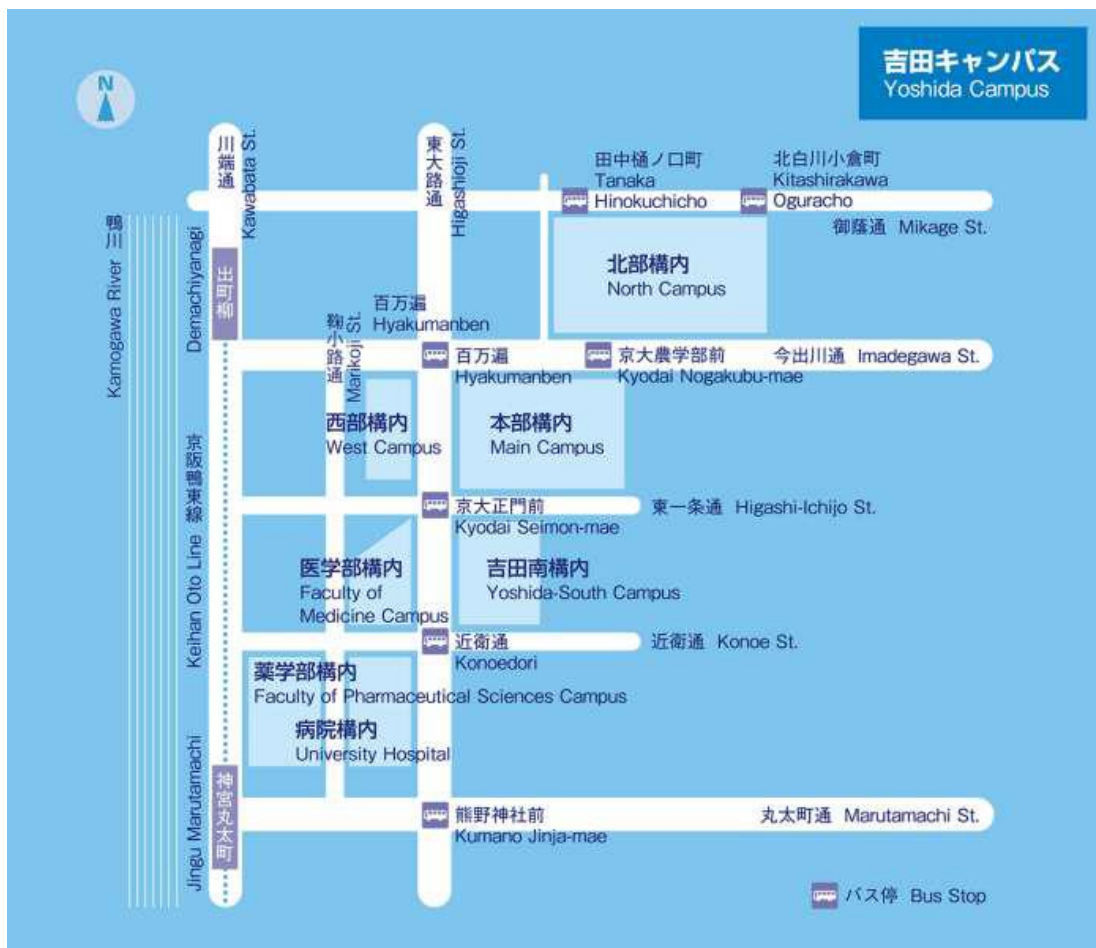 吉田キャンパス
Yoshida Campus
N
川端通
Kawabata St.
東大路通
Higashioji St.
田中樋ノ口町
Tanaka
Hinokuchicho
北白川小倉町
Kitashirakawa
Oguracho
御蔭通 Mikage St.
鴨川
Kamogawa River
Demachiyanagi
出町柳
北部構内
North Campus
百万遍
Hyakumanben
鞠小路通
Marikoji St.
百万遍
Hyakumanben
京大農学部前
Kyodai Nogakubu-mae
今出川通 Imadegawa St.
西部構内
West Campus
本部構内
Main Campus
京阪鴨東線
Keihan Oto Line
京大正門前
Kyodai Seimon-mae
東一条通 Higashi-Ichijo St.
医学部構内
Faculty of
Medicine Campus
吉田南構内
Yoshida-South Campus
近衛通
Konoedori
近衛通 Konoe St.
薬学部構内
Faculty of Pharmaceutical Sciences Campus
病院構内
University Hospital
Jingu Marutamachi
神宮丸太町
熊野神社前
Kumano Jinja-mae
丸太町通 Marutamachi St.
バス停 Bus Stop